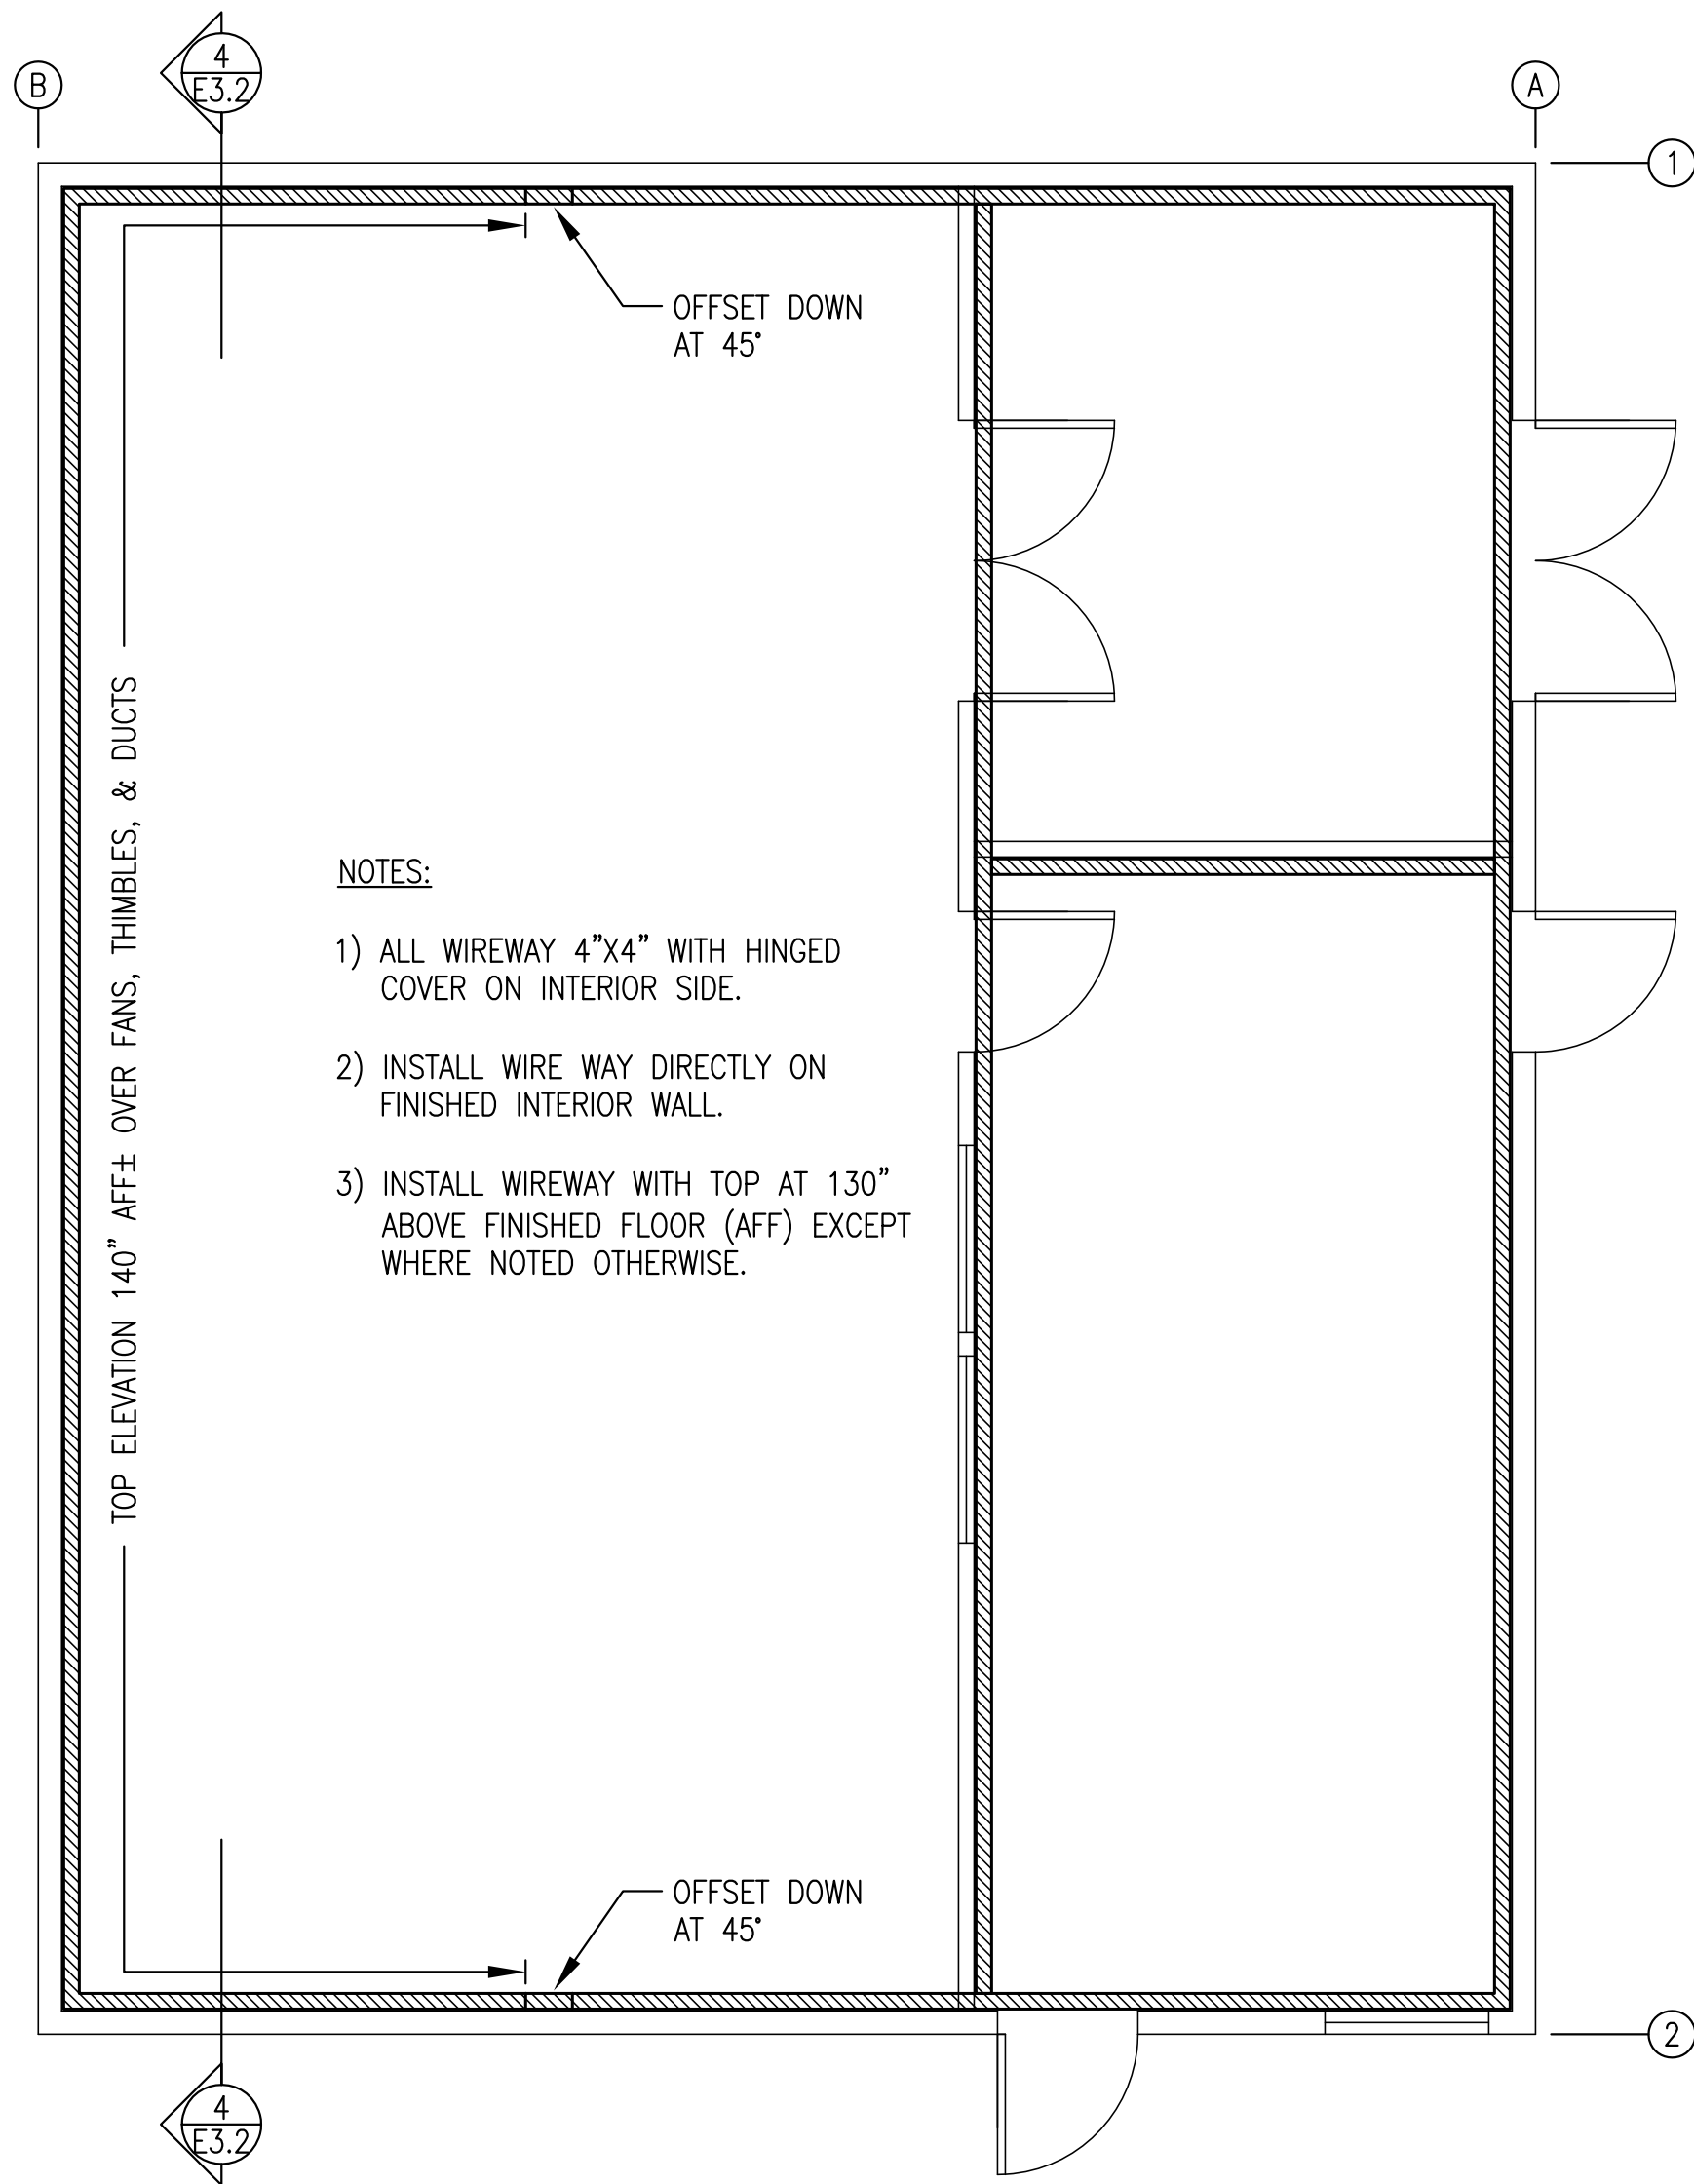 4
E3.2
B
A
1
OFFSET DOWN
AT 45°
TOP ELEVATION 140" AFF± OVER FANS, THIMBLES, & DUCTS
NOTES:
1) ALL WIREWAY 4"X4" WITH HINGED
COVER ON INTERIOR SIDE.
2) INSTALL WIRE WAY DIRECTLY ON
FINISHED INTERIOR WALL.
3) INSTALL WIREWAY WITH TOP AT 130"
ABOVE FINISHED FLOOR (AFF) EXCEPT
WHERE NOTED OTHERWISE.
OFFSET DOWN
AT 45°
2
4
E3.2